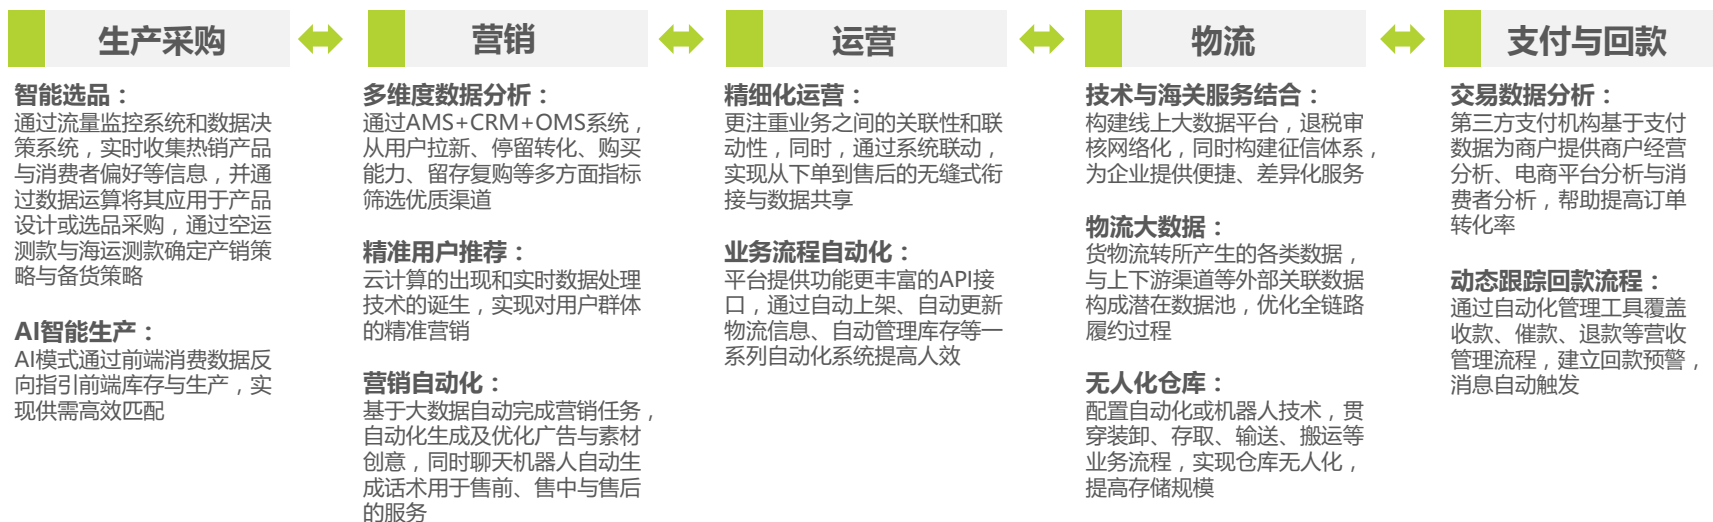 生产采购
智能选品：
通过流量监控系统和数据决
策系统，实时收集热销产品
与消费者偏好等信息，并通
过数据运算将其应用于产品
设计或选品采购，通过空运
测款与海运测款确定产销策
略与备货策略
AI智能生产：
AI模式通过前端消费数据反
向指引前端库存与生产，实
现供需高效匹配
营销
多维度数据分析：
通过AMS+CRM+OMS系统，
从用户拉新、停留转化、购买
能力、留存复购等多方面指标
筛选优质渠道
精准用户推荐：
云计算的出现和实时数据处理
技术的诞生，实现对用户群体
的精准营销
营销自动化：
基于大数据自动完成营销任务，
自动化生成及优化广告与素材
创意，同时聊天机器人自动生
成话术用于售前、售中与售后
的服务
运营
精细化运营：
更注重业务之间的关联性和联
动性，同时，通过系统联动，
实现从下单到售后的无缝式衔
接与数据共享
业务流程自动化：
平台提供功能更丰富的API接
口，通过自动上架、自动更新
物流信息、自动管理库存等一
系列自动化系统提高人效
物流
技术与海关服务结合：
构建线上大数据平台，退税审
核网络化，同时构建征信体系，
为企业提供便捷、差异化服务
物流大数据：
货物流转所产生的各类数据，
与上下游渠道等外部关联数据
构成潜在数据池，优化全链路
履约过程
无人化仓库：
配置自动化或机器人技术，贯
穿装卸、存取、输送、搬运等
业务流程，实现仓库无人化，
提高存储规模
支付与回款
交易数据分析：
第三方支付机构基于支付
数据为商户提供商户经营
分析、电商平台分析与消
费者分析，帮助提高订单
转化率
动态跟踪回款流程：
通过自动化管理工具覆盖
收款、催款、退款等营收
管理流程，建立回款预警，
消息自动触发